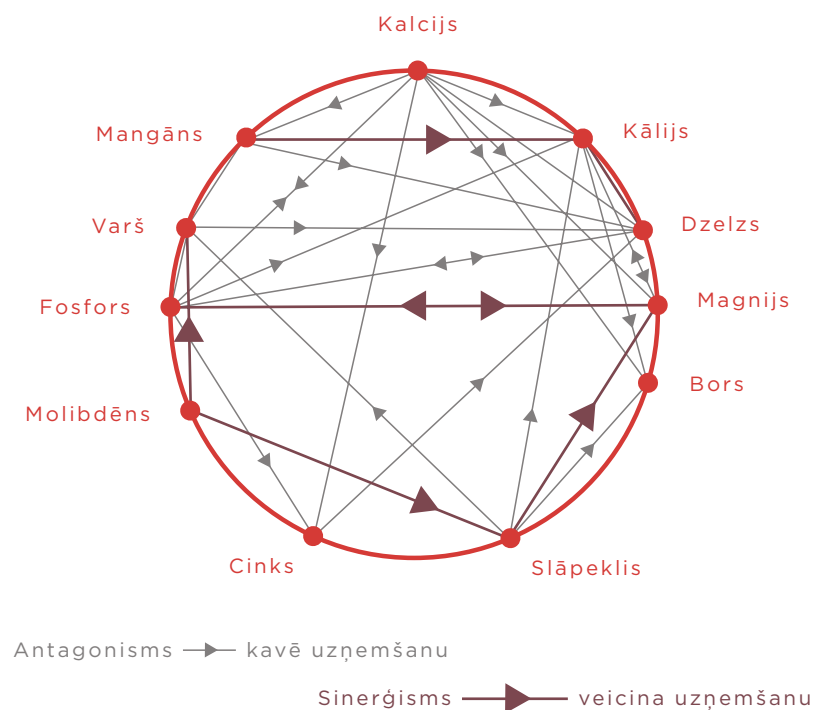 Kalcijs
Mangāns
Kālijs
Varš
Dzelzs
Fosfors
Magnijs
Bors
Molibdēns
Cinks
Slāpeklis
Antagonisms kavē uzņemšanu
Sinerģisms veicina uzņemšanu